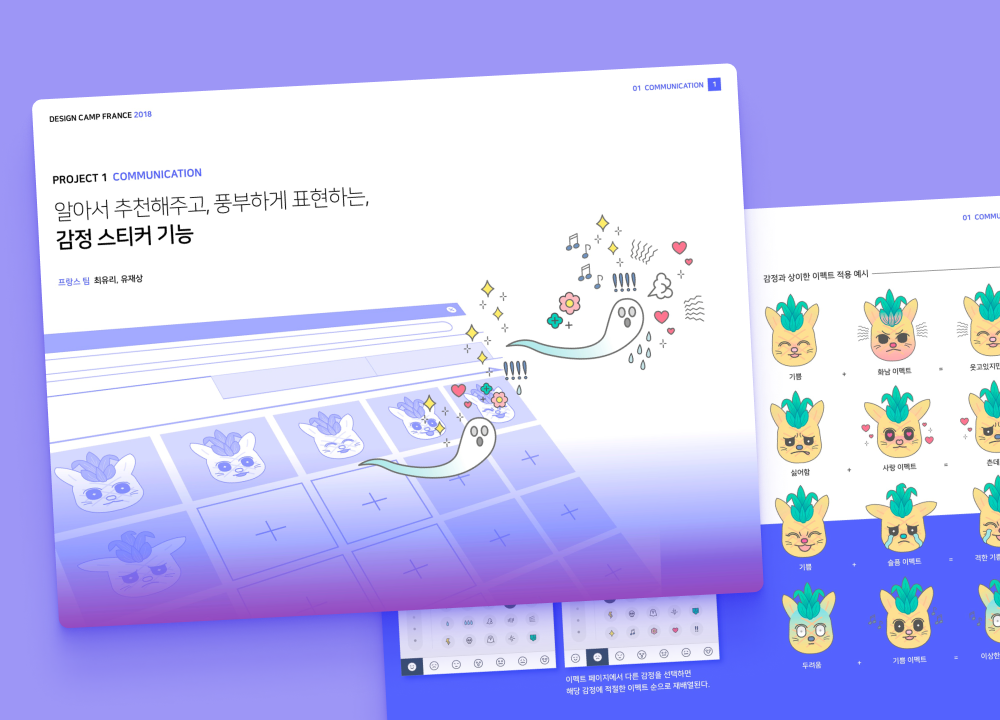 DESIGN CAMP FRANCE 2018
01 COMMUNICATION 1
PROJECT 1 COMMUNICATION
알아서 추천해주고, 풍부하게 표현하는,
감정 스티커 기능
프랑스 팀 최유리, 유재상
01 COMMU
감정과 상이한 이펙트 적용 예시
기쁨 + 화남 이펙트 = 웃고있지만
싫어함 + 사랑 이펙트 = 츤데
기쁨 + 슬픔 이펙트 = 격한 기쁨
두려움 + 기쁨 이펙트 = 이상한
이펙트 페이지에서 다른 감정을 선택하면
해당 감정에 적절한 이펙트 순으로 재배열된다.